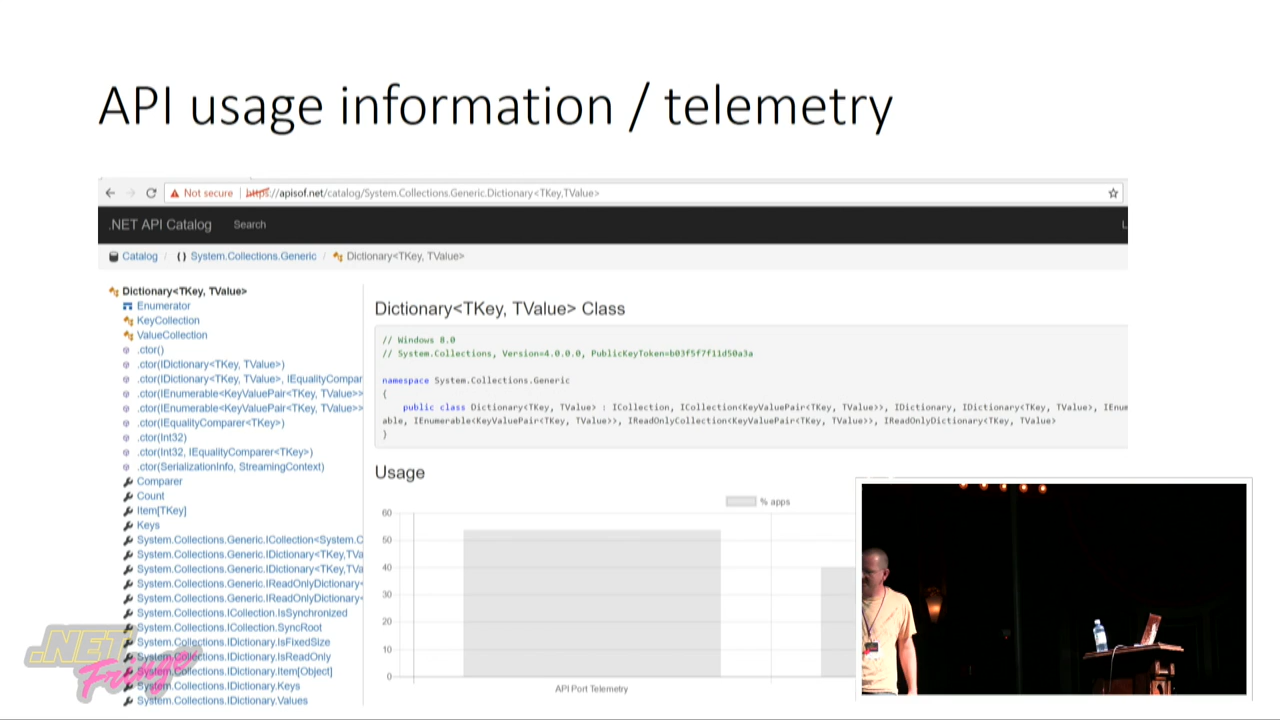 API usage information / telemetry
Not secure https://apisof.net/catalog/System.Collections.Generic.Dictionary<TKey,TValue>
.NET API Catalog Search
Catalog / {} System.Collections.Generic / Dictionary<TKey, TValue>
Dictionary<TKey, TValue>
Enumerator
KeyCollection
ValueCollection
.ctor()
.ctor(IDictionary<TKey, TValue>)
.ctor(IDictionary<TKey, TValue>, IEqualityCompar
.ctor(IEnumerable<KeyValuePair<TKey, TValue>>
.ctor(IEnumerable<KeyValuePair<TKey, TValue>>
.ctor(IEqualityComparer<TKey>)
.ctor(Int32)
.ctor(Int32, IEqualityComparer<TKey>)
.ctor(SerializationInfo, StreamingContext)
Comparer
Count
Item[TKey]
Keys
System.Collections.Generic.ICollection<System.C
System.Collections.Generic.IDictionary<TKey,TVa
System.Collections.Generic.IDictionary<TKey,TVa
System.Collections.Generic.IReadOnlyDictionary<
System.Collections.Generic.IReadOnlyDictionary<
System.Collections.ICollection.IsSynchronized
System.Collections.ICollection.SyncRoot
System.Collections.IDictionary.IsFixedSize
System.Collections.IDictionary.IsReadOnly
System.Collections.IDictionary.Item[Object]
System.Collections.IDictionary.Keys
System.Collections.IDictionary.Values
Dictionary<TKey, TValue> Class
// Windows 8.0
// System.Collections, Version=4.0.0.0, PublicKeyToken=b03f5f7f11d50a3a
namespace System.Collections.Generic
{
public class Dictionary<TKey, TValue> : ICollection, ICollection<KeyValuePair<TKey, TValue>>, IDictionary, IDictionary<TKey, TValue>, IEnum
able, IEnumerable<KeyValuePair<TKey, TValue>>, IReadOnlyCollection<KeyValuePair<TKey, TValue>>, IReadOnlyDictionary<TKey, TValue>
}
Usage
% apps
60
50
40
30
20
10
0
API Port Telemetry
.NET
Fringe